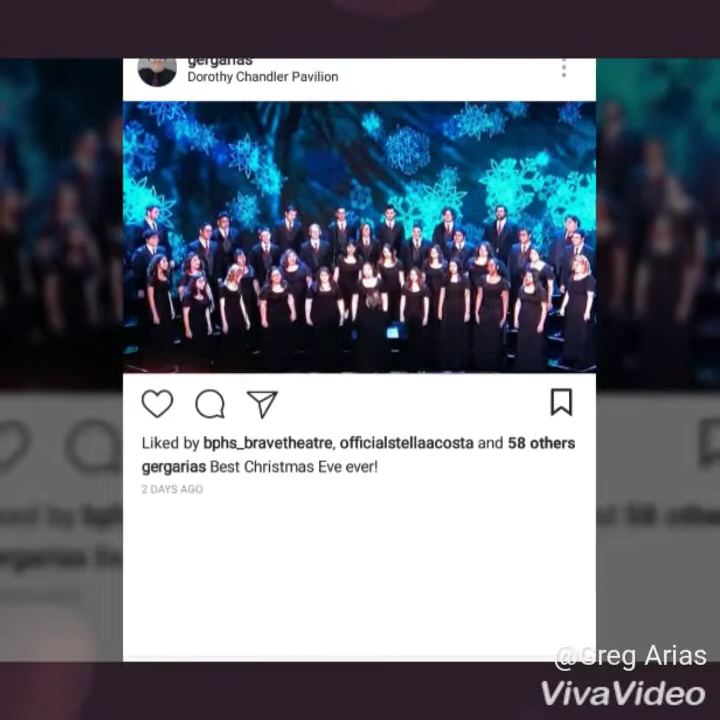 gergarias
Dorothy Chandler Pavilion
Liked by bphs_bravetheatre, officialstellaacosta and 58 others
gergarias Best Christmas Eve ever!
2 DAYS AGO
@Greg Arias
VivaVideo